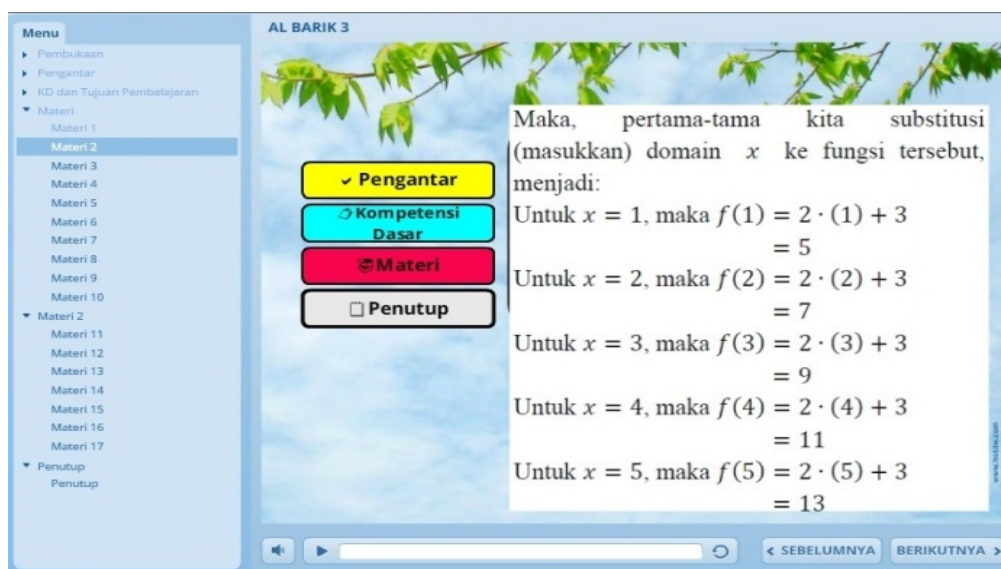 Menu
Pembukaan
Pengantar
KD dan Tujuan Pembelajaran
Materi
Materi 1
Materi 2
Materi 3
Materi 4
Materi 5
Materi 6
Materi 7
Materi 8
Materi 9
Materi 10
Materi 2
Materi 11
Materi 12
Materi 13
Materi 14
Materi 15
Materi 16
Materi 17
Penutup
Penutup
AL BARIK 3
Pengantar
Kompetensi
Dasar
Materi
Penutup
Maka, pertama-tama kita substitusi
(masukkan) domain x ke fungsi tersebut,
menjadi:
Untuk x = 1, maka f(1) = 2 · (1) + 3
= 5
Untuk x = 2, maka f(2) = 2 · (2) + 3
= 7
Untuk x = 3, maka f(3) = 2 · (3) + 3
= 9
Untuk x = 4, maka f(4) = 2 · (4) + 3
= 11
Untuk x = 5, maka f(5) = 2 · (5) + 3
= 13
SEBELUMNYA
BERIKUTNYA